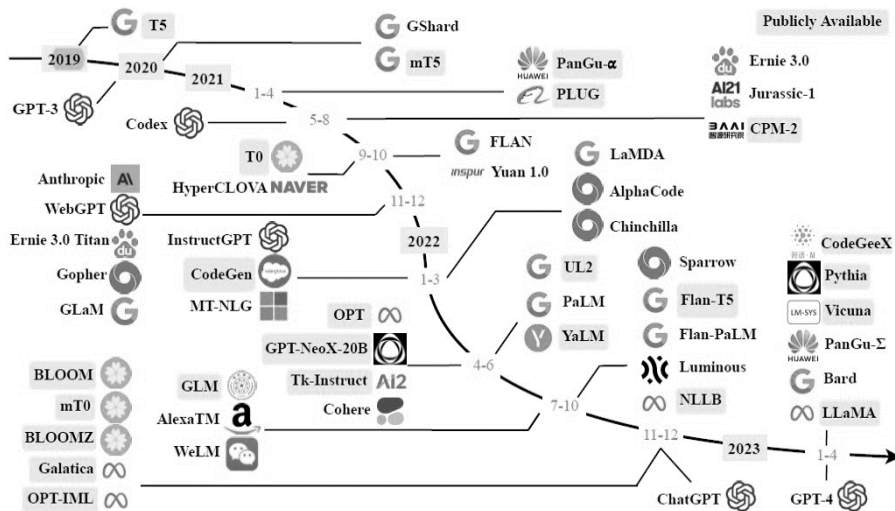 T5
GShard
Publicly Available
2019
2020
mT5
PanGu-α
HUAWEI
Ernie 3.0
2021
1-4
PLUG
AI21 labs
Jurassic-1
GPT-3
Codex
5-8
BAAI
CPM-2
T0
9-10
FLAN
LaMDA
HyperCLOVA NAVER
inspur Yuan 1.0
Anthropic
AlphaCode
WebGPT
11-12
Chinchilla
Ernie 3.0 Titan
du
InstructGPT
2022
CodeGeeX
Gopher
CodeGen
1-3
UL2
Sparrow
Pythia
GLaM
MT-NLG
PaLM
Flan-T5
LM-SYS
Vicuna
OPT
YaLM
Flan-PaLM
PanGu-Σ
HUAWEI
GPT-NeoX-20B
4-6
Luminous
Bard
BLOOM
GLM
Tk-Instruct Ai2
7-10
NLLB
LLaMA
mT0
AlexaTM
a
Cohere
BLOOMZ
WeLM
11-12
2023
1-4
Galatica
OPT-IML
ChatGPT
GPT-4